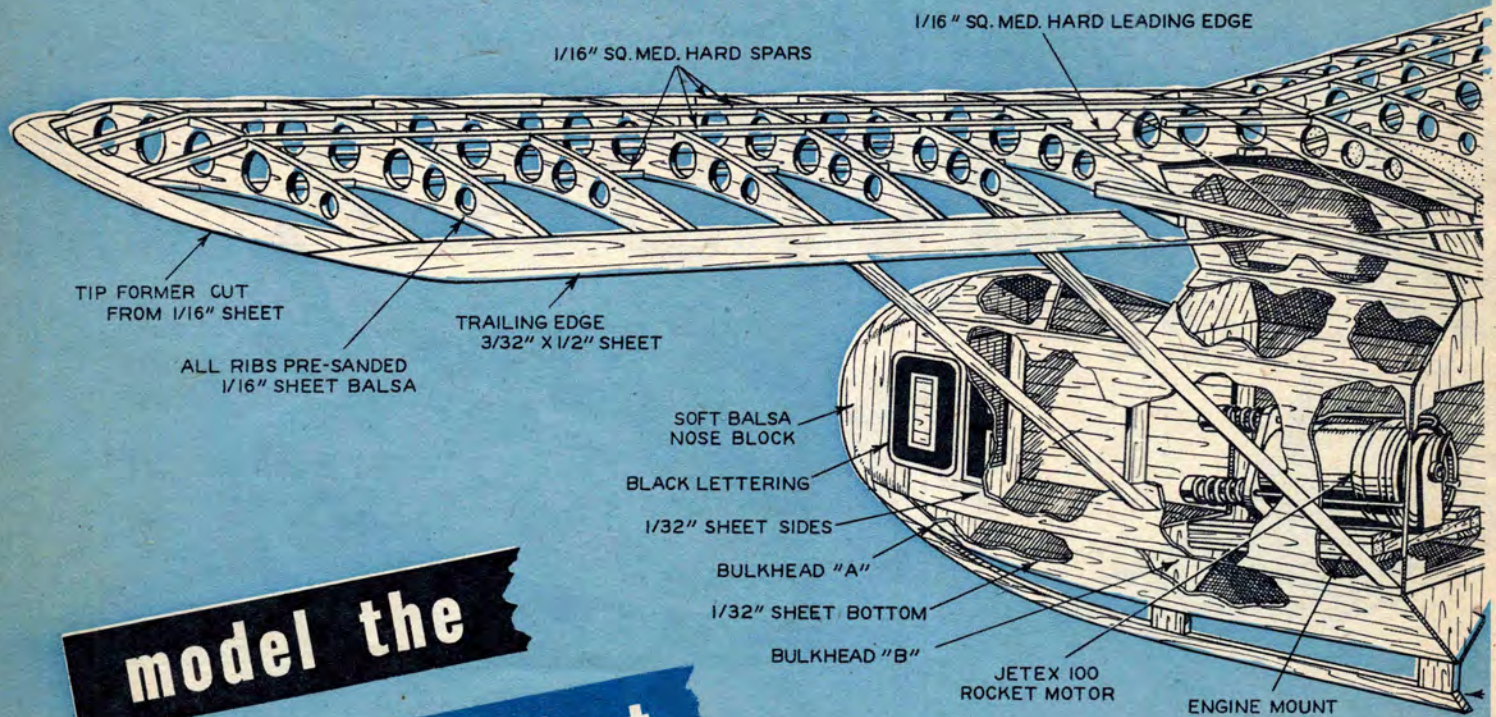 1/16" SQ. MED. HARD LEADING EDGE
1/16" SQ. MED. HARD SPARS
TIP FORMER CUT
FROM 1/16" SHEET
TRAILING EDGE
3/32" X 1/2" SHEET
ALL RIBS PRE-SANDED
1/16" SHEET BALSA
SOFT BALSA
NOSE BLOCK
BLACK LETTERING
1/32" SHEET SIDES
BULKHEAD "A"
1/32" SHEET BOTTOM
BULKHEAD "B"
JETEX 100
ROCKET MOTOR
ENGINE MOUNT
model the